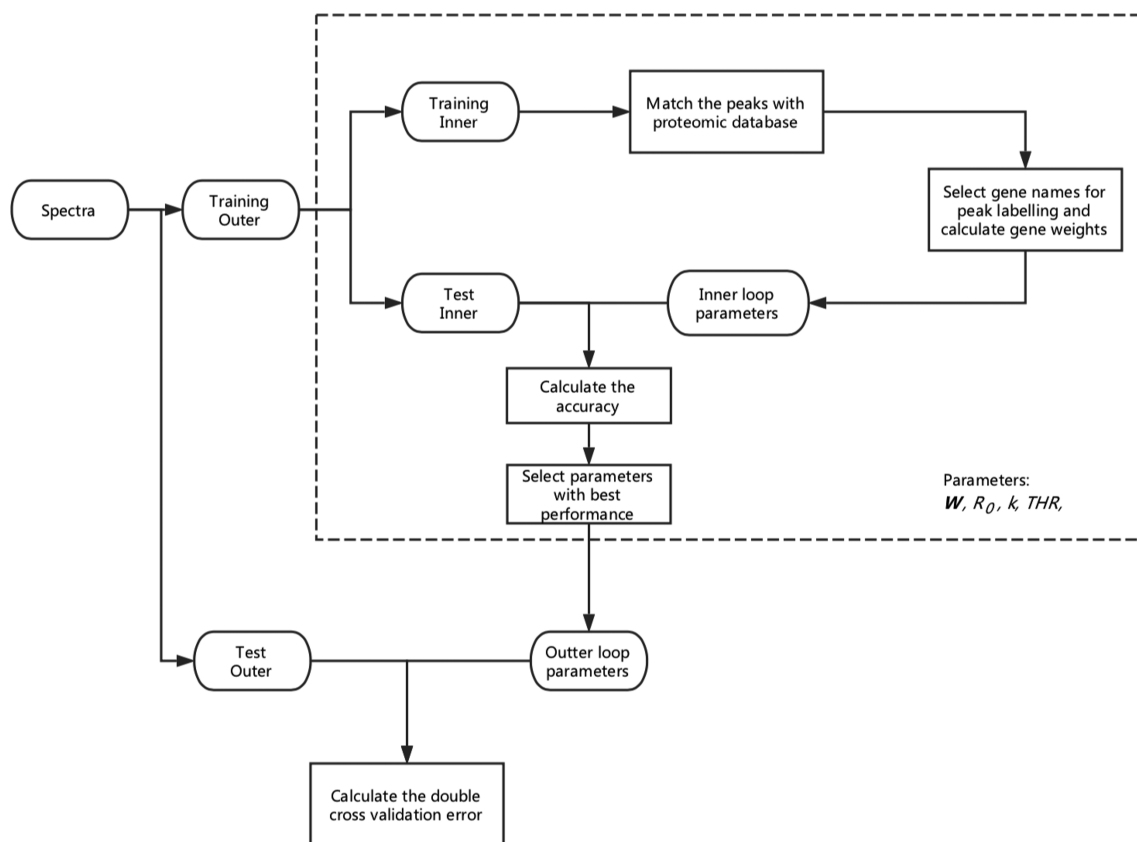 Training
Inner
Match the peaks with
proteomic database
Spectra
Training
Outer
Select gene names for
peak labelling and
calculate gene weights
Test
Inner
Inner loop
parameters
Calculate the
accuracy
Select parameters
with best
performance
Parameters:
W, R0, k, THR,
Test
Outer
Outter loop
parameters
Calculate the double
cross validation error